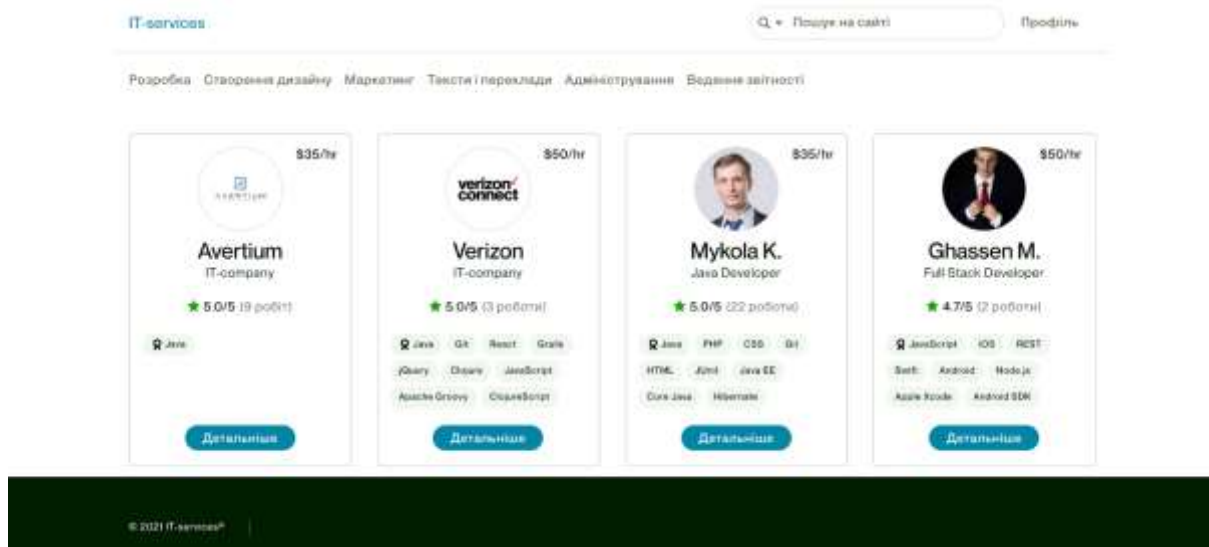 IT-services
Пошук на сайті
Профіль
Розробка Створення дизайну Маркетинг Тексти і переклади Адміністрування Ведення звітності
$35/hr
AVERTIUM
Avertium
IT-company
5.0/5 (9 робіт)
Java
Детальніше
$50/hr
verizon
connect
Verizon
IT-company
5.0/5 (3 роботи)
Java Git React Grails
jQuery Clojure JavaScript
Apache Groovy ClojureScript
Детальніше
$35/hr
Mykola K.
Java Developer
5.0/5 (22 роботи)
Java PHP CSS Git
HTML JUnit Java EE
Core Java Hibernate
Детальніше
$50/hr
Ghassen M.
Full Stack Developer
4.7/5 (2 роботи)
JavaScript iOS REST
Swift Android Node.js
Apple Xcode Android SDK
Детальніше
© 2021 IT-services®